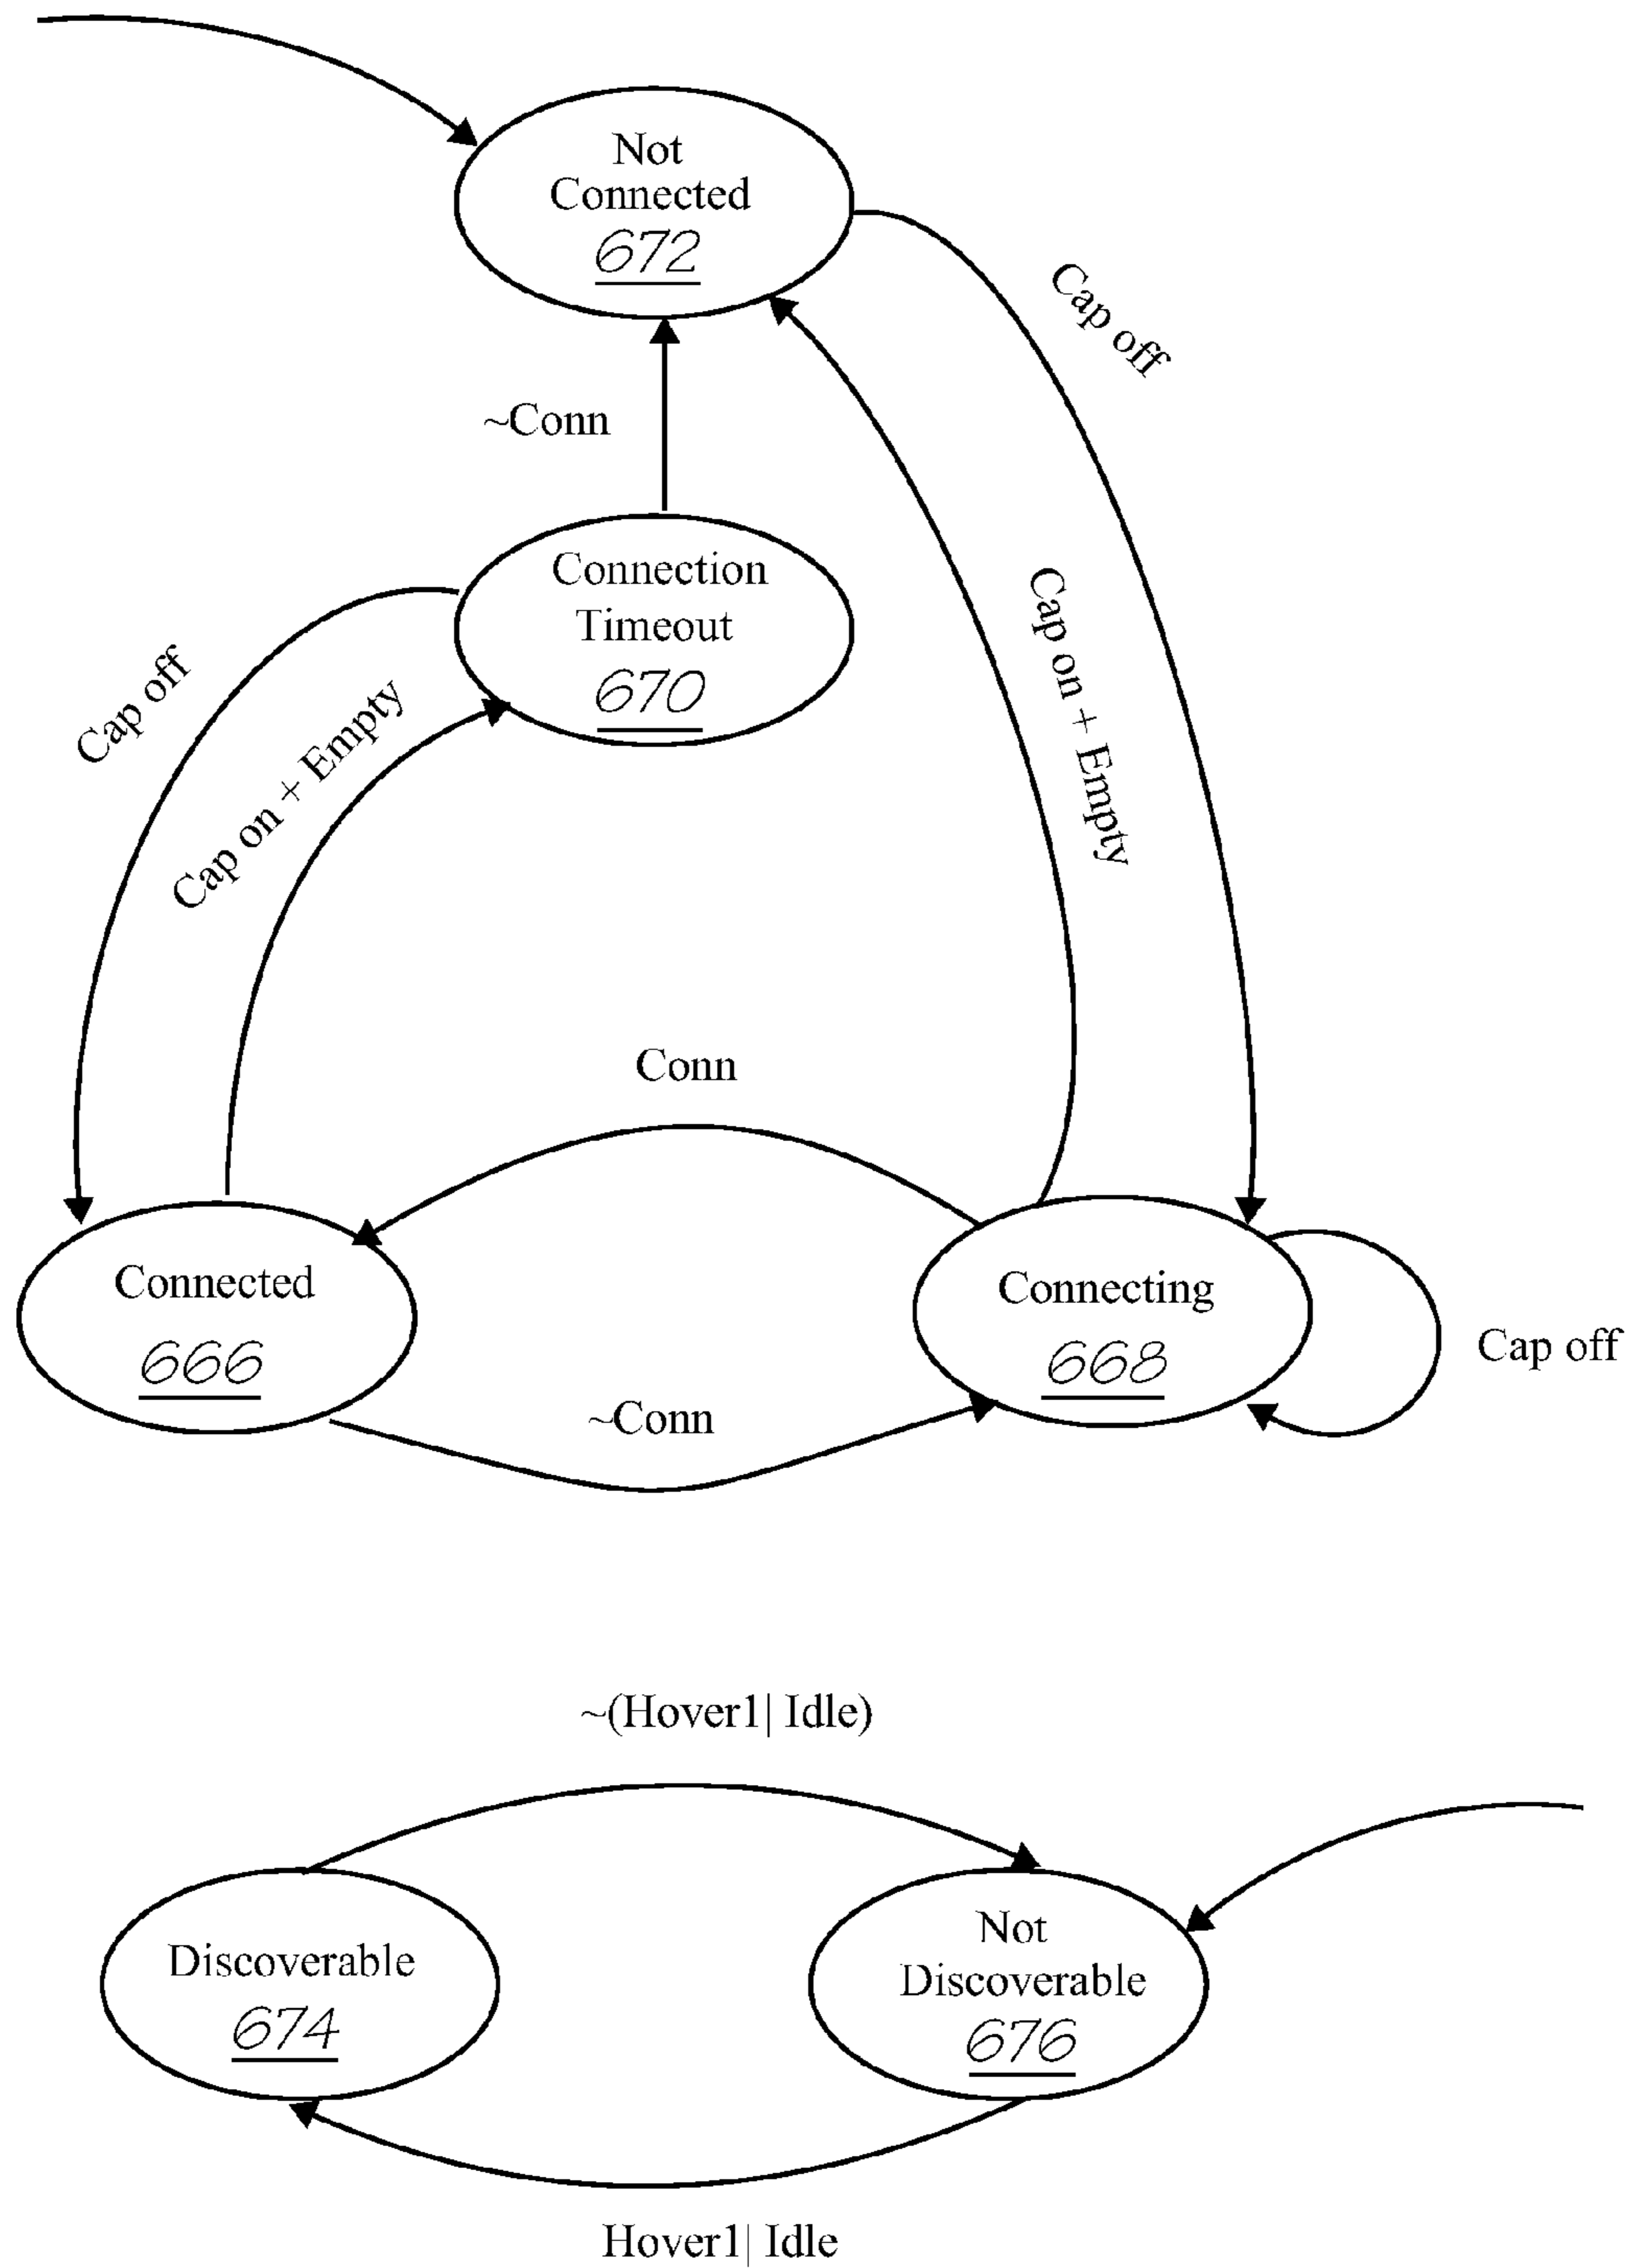 Not
Connected
672
Cap off
~Conn
Connection
Timeout
670
Cap off
Cap on + Empty
Cap on + Empty
Conn
Connected
666
Connecting
668
Cap off
~Conn
~(Hover1| Idle)
Discoverable
674
Not
Discoverable
676
Hover1| Idle